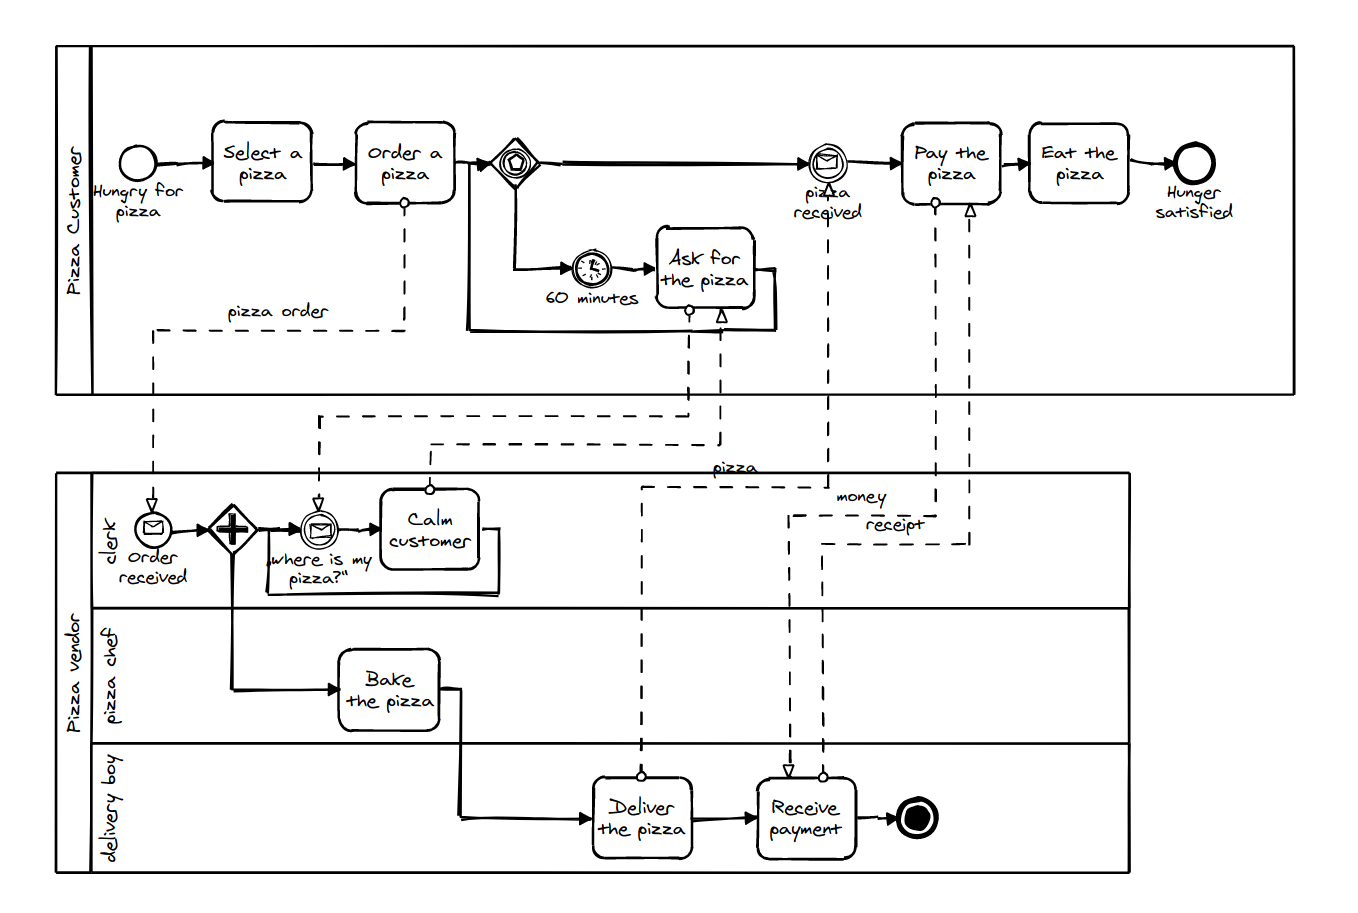 Pizza Customer
Hungry for
pizza
Select a
pizza
Order a
pizza
60 minutes
Ask for
the pizza
pizza
received
Pay the
pizza
Eat the
pizza
Hunger
satisfied
pizza order
pizza
money
receipt
Pizza vendor
clerk
Order
received
„where is my
pizza?"
Calm
customer
pizza chef
Bake
the pizza
delivery boy
Deliver
the pizza
Receive
payment